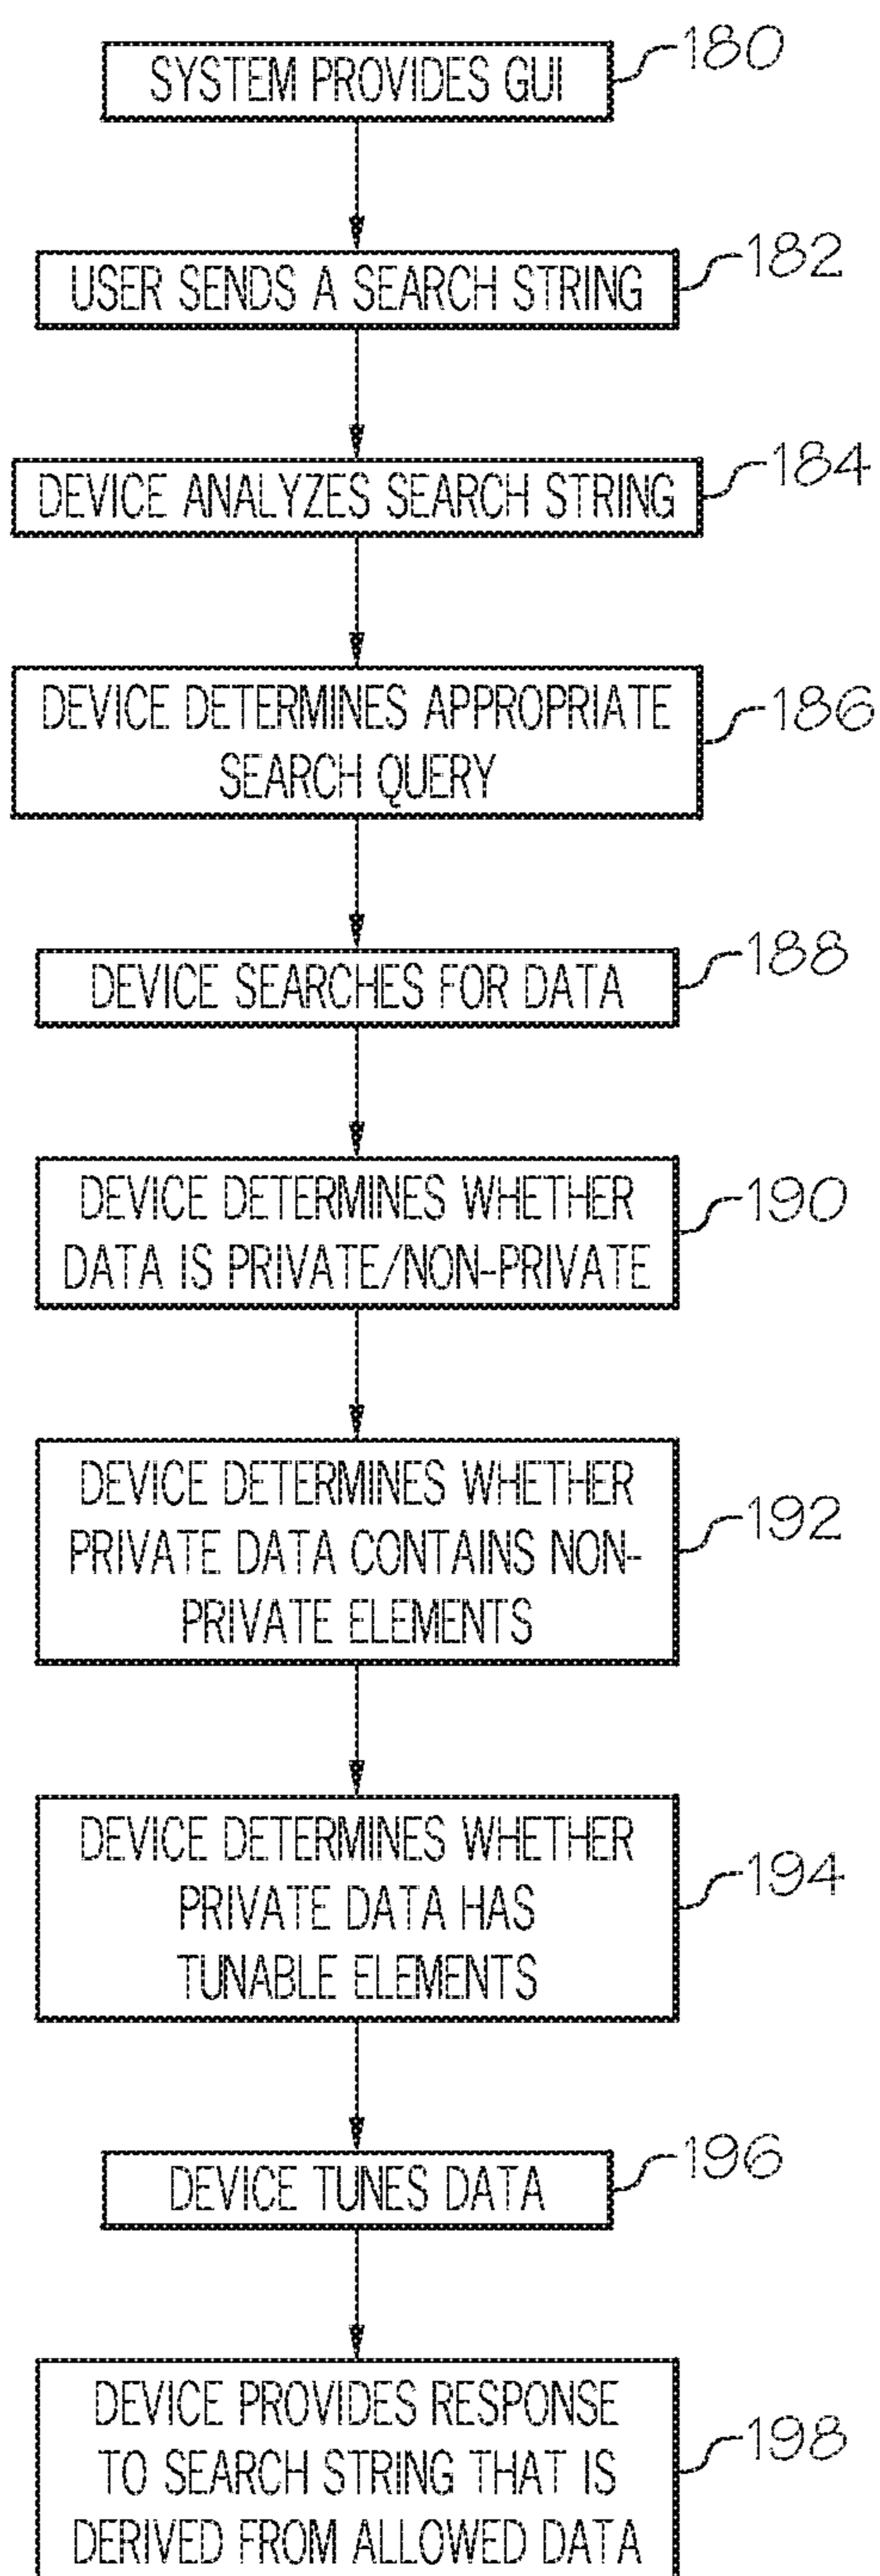 SYSTEM PROVIDES GUI
180
USER SENDS A SEARCH STRING
182
DEVICE ANALYZES SEARCH STRING
184
DEVICE DETERMINES APPROPRIATE
SEARCH QUERY
186
DEVICE SEARCHES FOR DATA
188
DEVICE DETERMINES WHETHER
DATA IS PRIVATE/NON-PRIVATE
190
DEVICE DETERMINES WHETHER
PRIVATE DATA CONTAINS NON-
PRIVATE ELEMENTS
192
DEVICE DETERMINES WHETHER
PRIVATE DATA HAS
TUNABLE ELEMENTS
194
DEVICE TUNES DATA
196
DEVICE PROVIDES RESPONSE
TO SEARCH STRING THAT IS
DERIVED FROM ALLOWED DATA
198